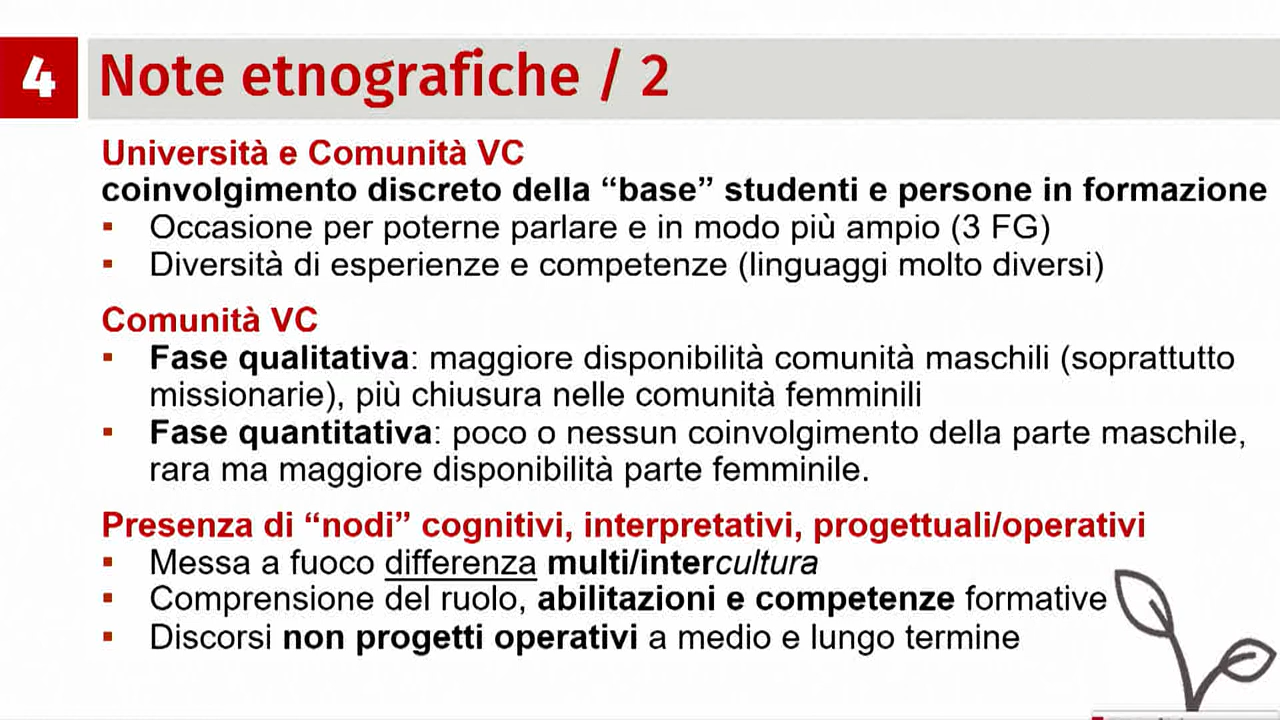 4 Note etnografiche / 2
Università e Comunità VC
coinvolgimento discreto della “base” studenti e persone in formazione
▪ Occasione per poterne parlare e in modo più ampio (3 FG)
▪ Diversità di esperienze e competenze (linguaggi molto diversi)
Comunità VC
▪ Fase qualitativa: maggiore disponibilità comunità maschili (soprattutto
missionarie), più chiusura nelle comunità femminili
▪ Fase quantitativa: poco o nessun coinvolgimento della parte maschile,
rara ma maggiore disponibilità parte femminile.
Presenza di “nodi” cognitivi, interpretativi, progettuali/operativi
▪ Messa a fuoco differenza multi/intercultura
▪ Comprensione del ruolo, abilitazioni e competenze formative
▪ Discorsi non progetti operativi a medio e lungo termine